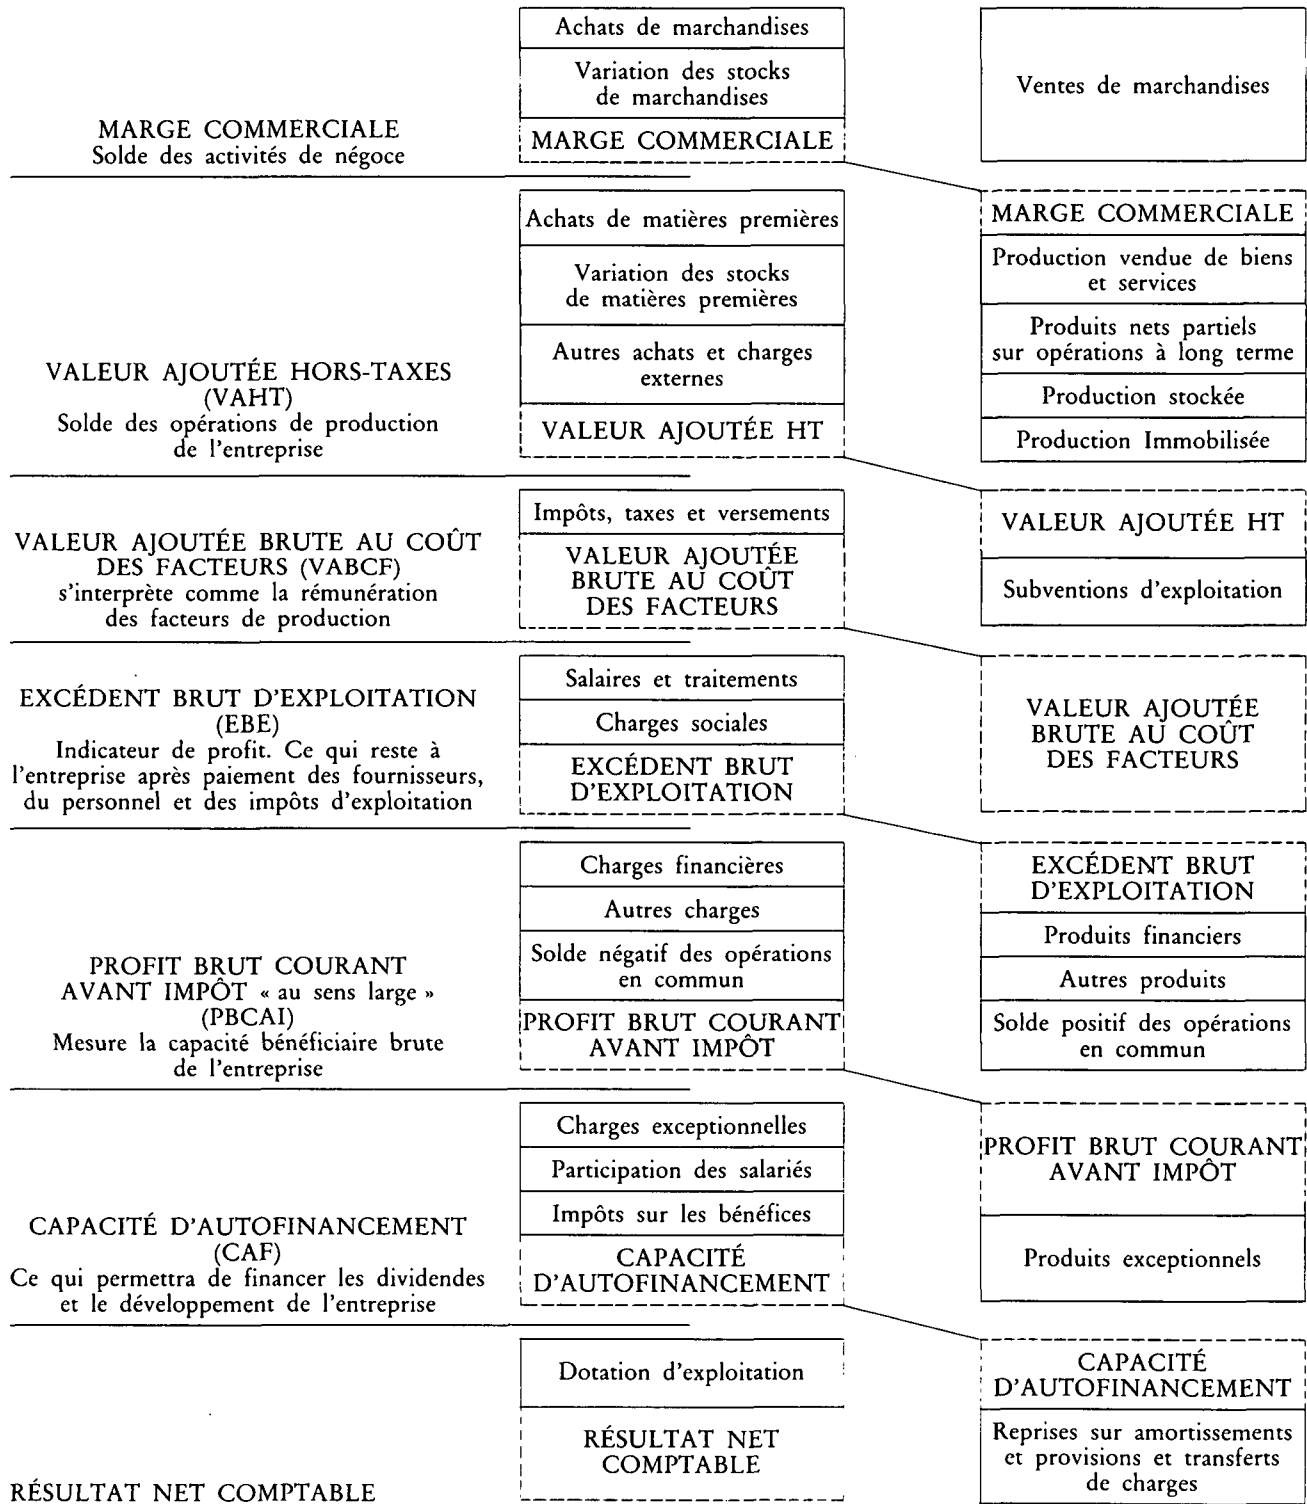 Achats de marchandises
Variation des stocks
de marchandises
MARGE COMMERCIALE
Ventes de marchandises
MARGE COMMERCIALE
Solde des activités de négoce
Achats de matières premières
Variation des stocks
de matières premières
Autres achats et charges
externes
VALEUR AJOUTÉE HT
MARGE COMMERCIALE
Production vendue de biens
et services
Produits nets partiels
sur opérations à long terme
Production stockée
Production Immobilisée
VALEUR AJOUTÉE HORS-TAXES
(VAHT)
Solde des opérations de production
de l'entreprise
Impôts, taxes et versements
VALEUR AJOUTÉE
BRUTE AU COÛT
DES FACTEURS
VALEUR AJOUTÉE HT
Subventions d'exploitation
VALEUR AJOUTÉE BRUTE AU COÛT
DES FACTEURS (VABCF)
s'interprète comme la rémunération
des facteurs de production
Salaires et traitements
Charges sociales
EXCÉDENT BRUT
D'EXPLOITATION
VALEUR AJOUTÉE
BRUTE AU COÛT
DES FACTEURS
EXCÉDENT BRUT D'EXPLOITATION
(EBE)
Indicateur de profit. Ce qui reste à
l'entreprise après paiement des fournisseurs,
du personnel et des impôts d'exploitation
Charges financières
Autres charges
Solde négatif des opérations
en commun
PROFIT BRUT COURANT
AVANT IMPÔT
EXCÉDENT BRUT
D'EXPLOITATION
Produits financiers
Autres produits
Solde positif des opérations
en commun
PROFIT BRUT COURANT
AVANT IMPÔT « au sens large »
(PBCAI)
Mesure la capacité bénéficiaire brute
de l'entreprise
Charges exceptionnelles
Participation des salariés
Impôts sur les bénéfices
CAPACITÉ
D'AUTOFINANCEMENT
PROFIT BRUT COURANT
AVANT IMPÔT
Produits exceptionnels
CAPACITÉ D'AUTOFINANCEMENT
(CAF)
Ce qui permettra de financer les dividendes
et le développement de l'entreprise
Dotation d'exploitation
RÉSULTAT NET
COMPTABLE
CAPACITÉ
D'AUTOFINANCEMENT
Reprises sur amortissements
et provisions et transferts
de charges
RÉSULTAT NET COMPTABLE